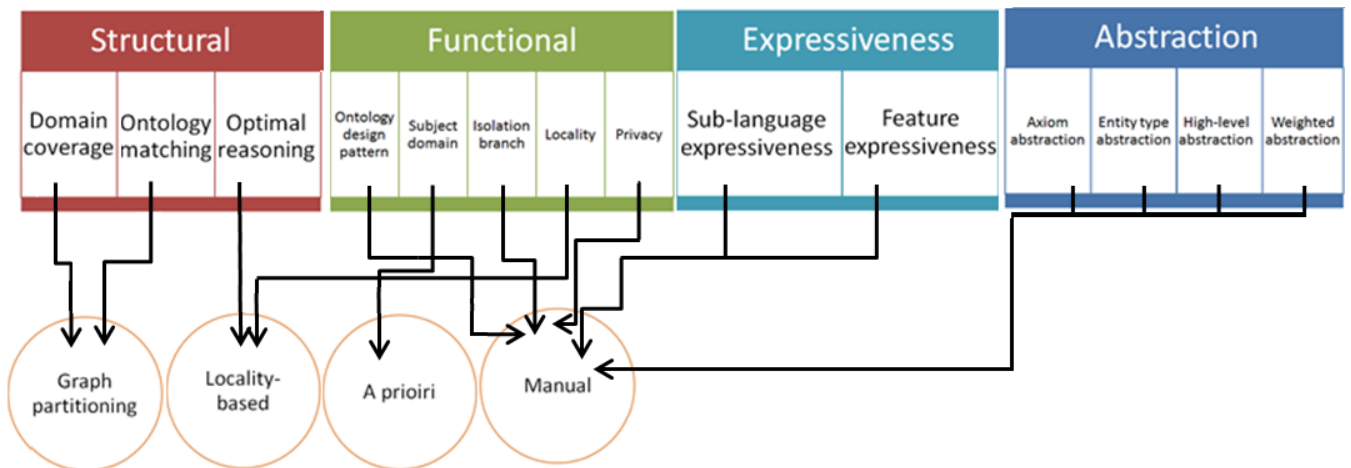 Structural
Functional
Expressiveness
Abstraction
Domain
coverage
Ontology
matching
Optimal
reasoning
Ontology
design
pattern
Subject
domain
Isolation
branch
Locality
Privacy
Sub-language
expressiveness
Feature
expressiveness
Axiom
abstraction
Entity type
abstraction
High-level
abstraction
Weighted
abstraction
Graph
partitioning
Locality-
based
A prioiri
Manual